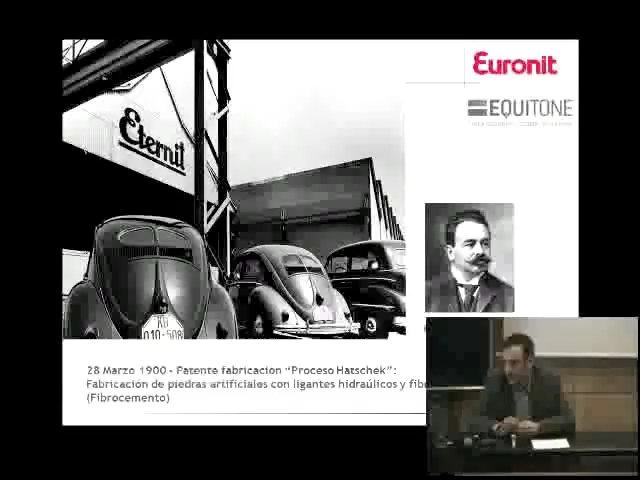 Euronit
EQUITONE
Eternit
28 Marzo 1900 - Patente fabricación "Proceso Hatschek":
Fabricación de piedras artificiales con ligantes hidráulicos y
(Fibrocemento)